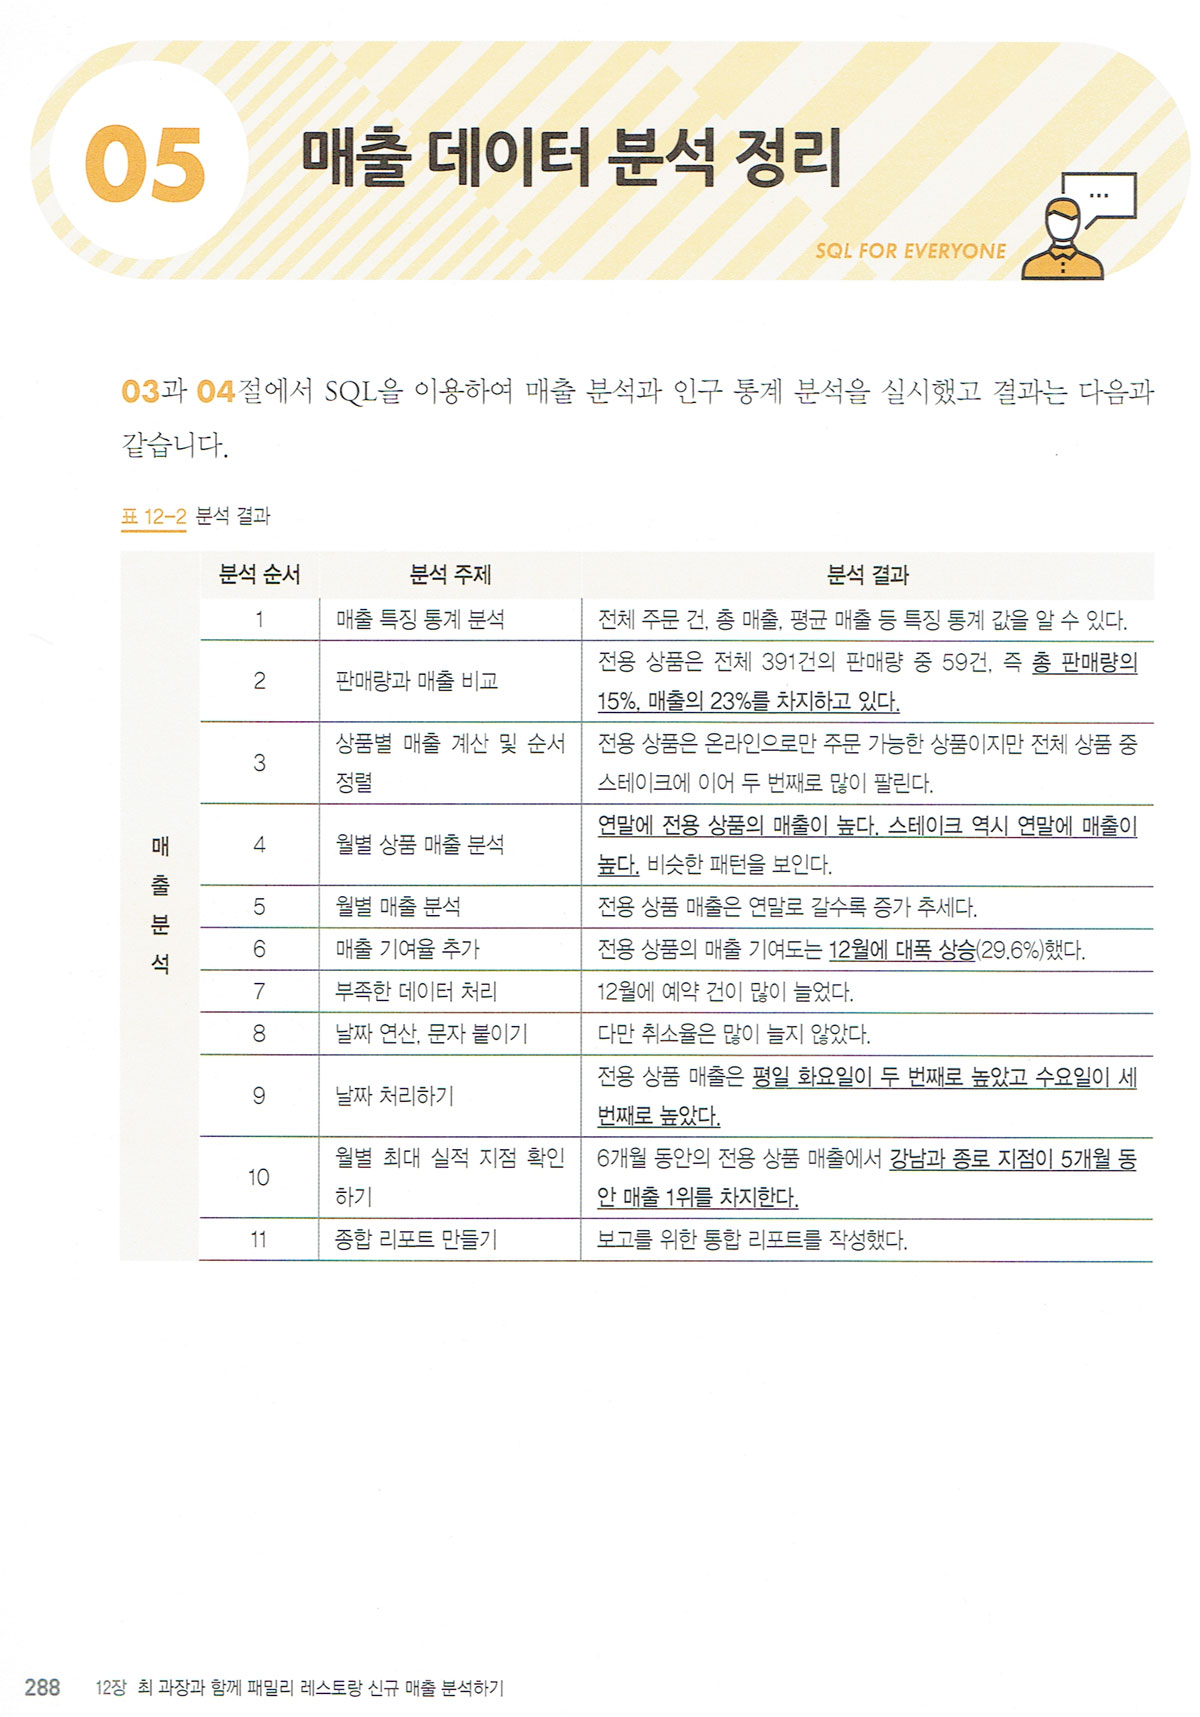 05
매출 데이터 분석 정리
...
SQL FOR EVERYONE
03과 04절에서 SQL을 이용하여 매출 분석과 인구 통계 분석을 실시했고 결과는 다음과
같습니다.
표 12-2 분석 결과
분석 순서 분석 주제 분석 결과
매출분석
1 매출 특징 통계 분석 전체 주문 건, 총 매출, 평균 매출 등 특징 통계 값을 알 수 있다.
2 판매량과 매출 비교 전용 상품은 전체 391건의 판매량 중 59건, 즉 총 판매량의
15%, 매출의 23%를 차지하고 있다.
3 상품별 매출 계산 및 순서
정렬
전용 상품은 온라인으로만 주문 가능한 상품이지만 전체 상품 중
스테이크에 이어 두 번째로 많이 팔린다.
4 월별 상품 매출 분석 연말에 전용 상품의 매출이 높다. 스테이크 역시 연말에 매출이
높다. 비슷한 패턴을 보인다.
5 월별 매출 분석 전용 상품 매출은 연말로 갈수록 증가 추세다.
6 매출 기여율 추가 전용 상품의 매출 기여도는 12월에 대폭 상승(29.6%)했다.
7 부족한 데이터 처리 12월에 예약 건이 많이 늘었다.
8 날짜 연산, 문자 붙이기 다만 취소율은 많이 늘지 않았다.
9 날짜 처리하기 전용 상품 매출은 평일 화요일이 두 번째로 높았고 수요일이 세
번째로 높았다.
10 월별 최대 실적 지점 확인
하기
6개월 동안의 전용 상품 매출에서 강남과 종로 지점이 5개월 동
안 매출 1위를 차지한다.
11 종합 리포트 만들기 보고를 위한 통합 리포트를 작성했다.
288 12장 최 과장과 함께 패밀리 레스토랑 신규 매출 분석하기